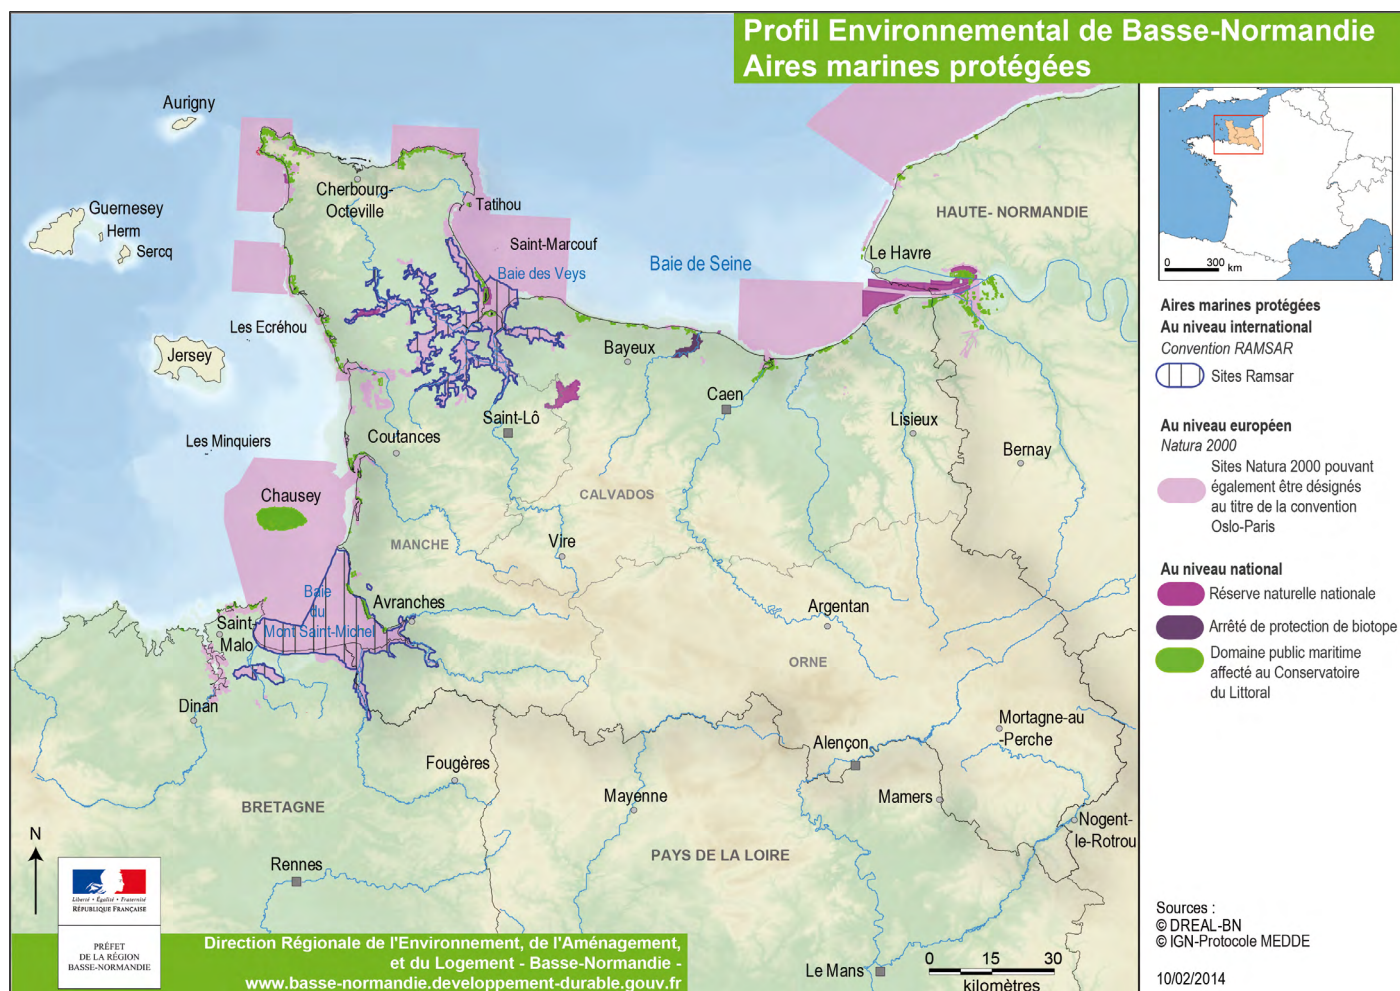 Profil Environnemental de Basse-Normandie
Aires marines protégées
Aurigny
Cherbourg-
Octeville
Tatihou
Guernesey
Herm
Sercq
Saint-Marcouf
Baie des Veys
Baie de Seine
Le Havre
HAUTE- NORMANDIE
Les Ecréhou
Jersey
Bayeux
Caen
Saint-Lô
Lisieux
Bernay
Coutances
Les Minquiers
Chausey
CALVADOS
MANCHE
Vire
Baie
du
Mont Saint-Michel
Avranches
Argentan
ORNE
Saint-
Malo
Dinan
Fougères
Mayenne
Alençon
Mortagne-au
-Perche
Mamers
Nogent-
le-Rotrou
BRETAGNE
PAYS DE LA LOIRE
Rennes
Le Mans
N
0 15 30
kilomètres
Liberté • Égalité • Fraternité
RÉPUBLIQUE FRANÇAISE
PRÉFET
DE LA RÉGION
BASSE-NORMANDIE
Direction Régionale de l'Environnement, de l'Aménagement,
et du Logement - Basse-Normandie -
www.basse-normandie.developpement-durable.gouv.fr
0 300 km
Aires marines protégées
Au niveau international
Convention RAMSAR
Sites Ramsar
Au niveau européen
Natura 2000
Sites Natura 2000 pouvant
également être désignés
au titre de la convention
Oslo-Paris
Au niveau national
Réserve naturelle nationale
Arrêté de protection de biotope
Domaine public maritime
affecté au Conservatoire
du Littoral
Sources :
© DREAL-BN
© IGN-Protocole MEDDE
10/02/2014